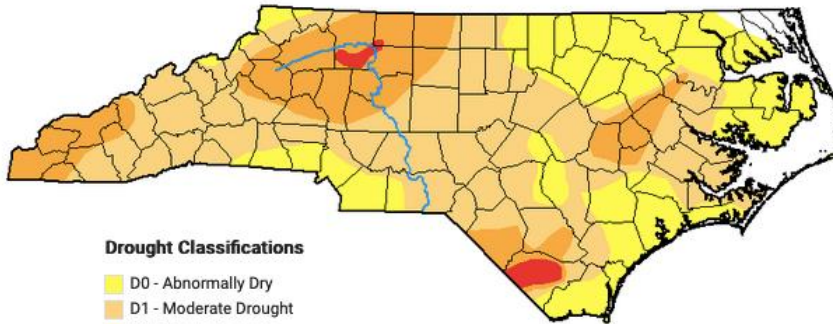 Drought Classifications
D0 - Abnormally Dry
D1 - Moderate Drought